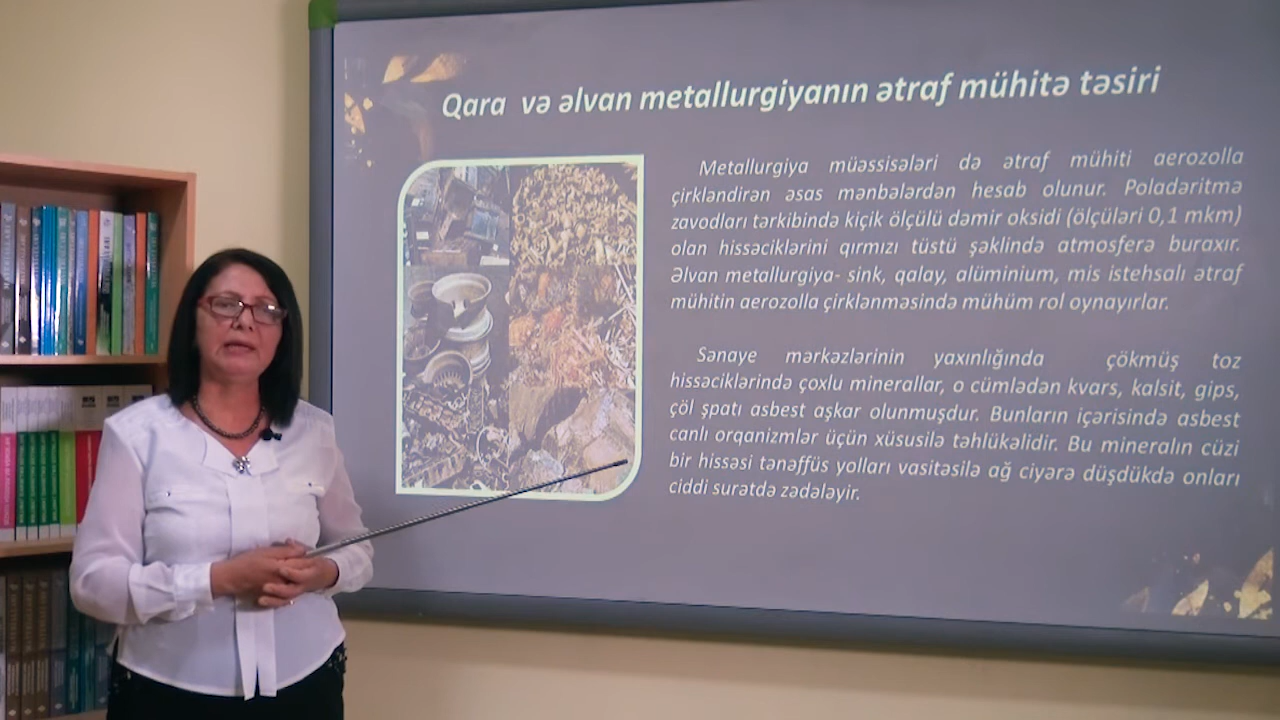 Qara və əlvan metallurgiyanın ətraf mühitə təsiri
Metallurgiya müəssisələri də ətraf mühiti aerozolla
çirkləndirən əsas mənbələrdən hesab olunur. Poladəritmə
zavodları tərkibində kiçik ölçülü dəmir oksidi (ölçüləri 0,1 mkm)
olan hissəciklərini qırmızı tüstü şəklində atmosferə buraxır.
Əlvan metallurgiya- sink, qalay, alüminium, mis istehsalı ətraf
mühitin aerozolla çirklənməsində mühüm rol oynayırlar.
Sənaye mərkəzlərinin yaxınlığında çökmüş toz
hissəciklərində çoxlu minerallar, o cümlədən kvars, kalsit, gips,
çöl şpatı asbest aşkar olunmuşdur. Bunların içərisində asbest
canlı orqanizmlər üçün xüsusilə təhlükəlidir. Bu mineralın cüzi
bir hissəsi tənəffüs yolları vasitəsilə ağ ciyərə düşdükdə onları
ciddi surətdə zədələyir.